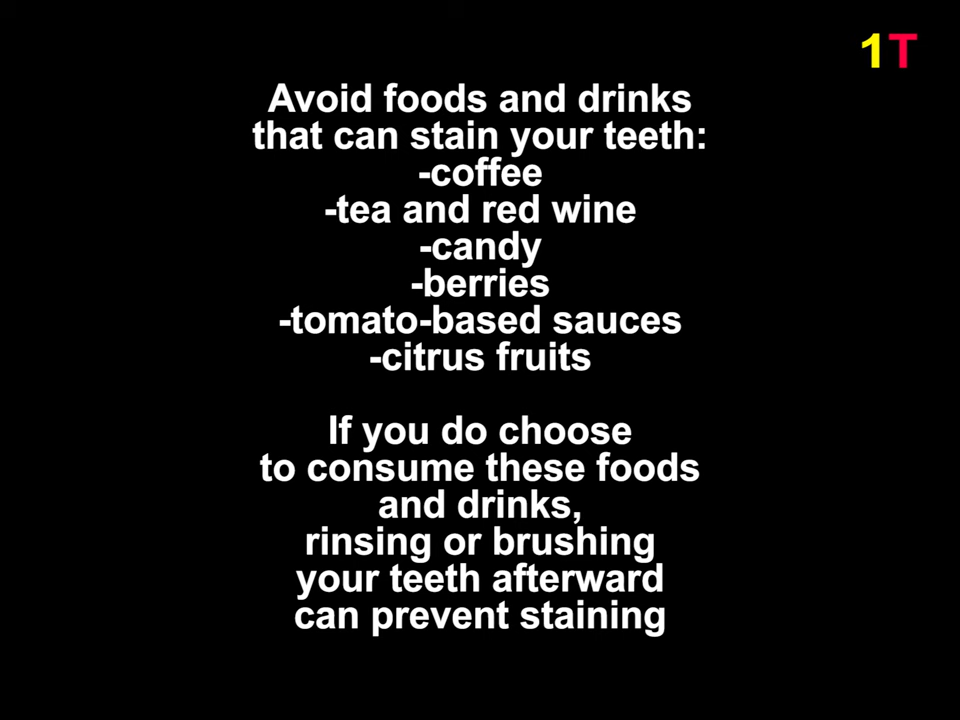 1T
Avoid foods and drinks
that can stain your teeth:
-coffee
-tea and red wine
-candy
-berries
-tomato-based sauces
-citrus fruits
If you do choose
to consume these foods
and drinks,
rinsing or brushing
your teeth afterward
can prevent staining